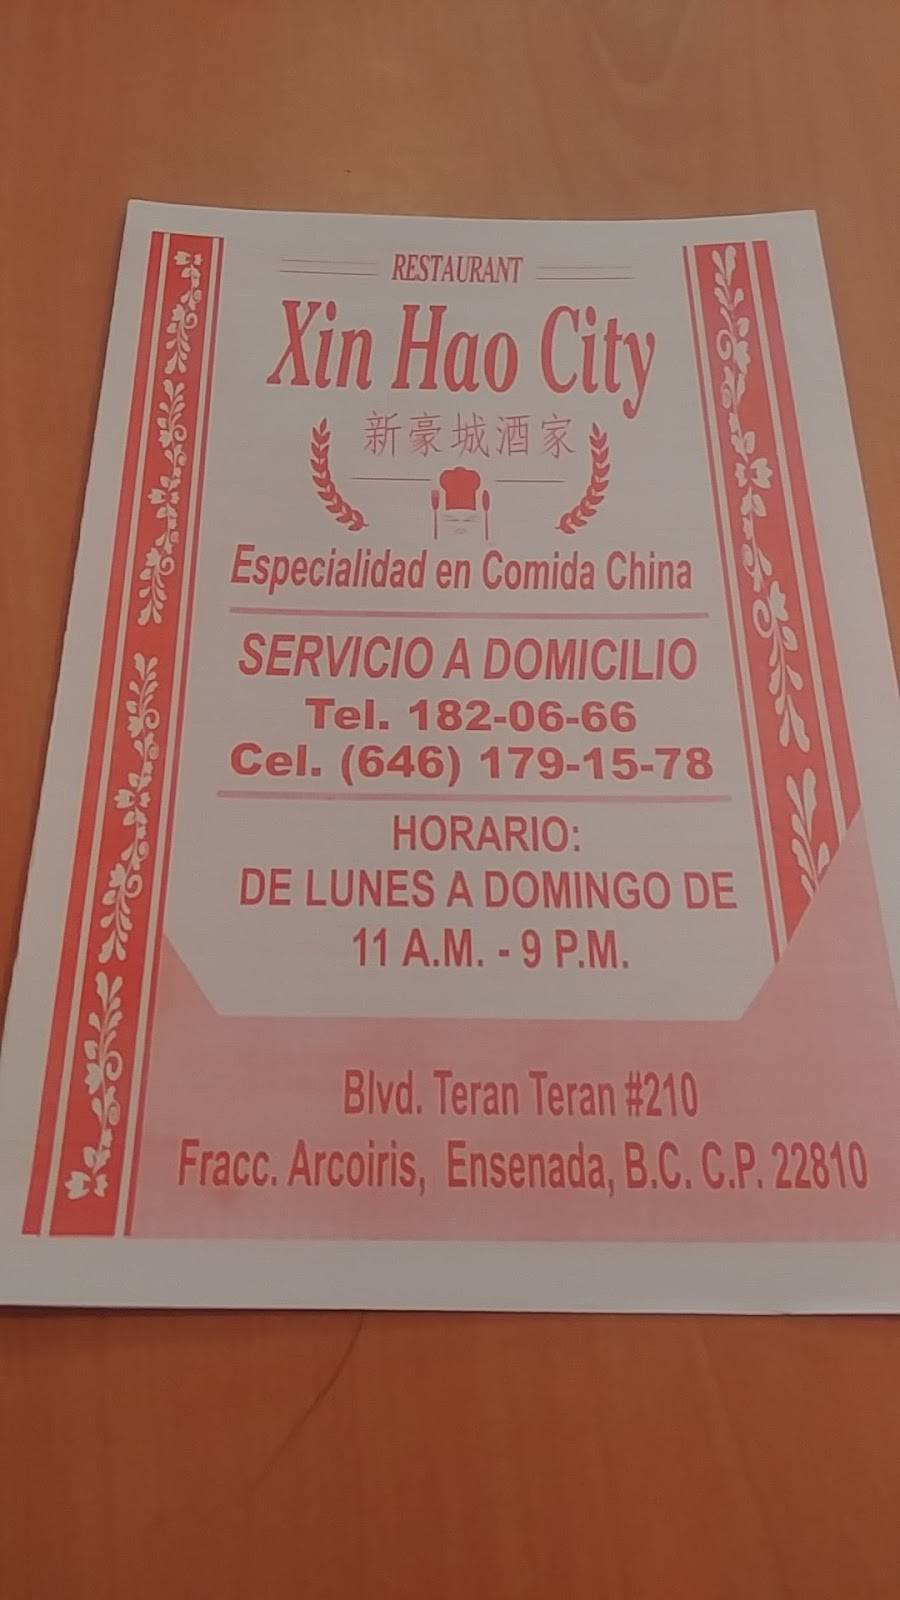 RESTAURANT
Xin Hao City
新豪城酒家
Especialidad en Comida China
SERVICIO A DOMICILIO
Tel. 182-06-66
Cel. (646) 179-15-78
HORARIO:
DE LUNES A DOMINGO DE
11 A.M. - 9 P.M.
Blvd. Teran Teran #210
Fracc. Arcoiris, Ensenada, B.C. C.P. 22810